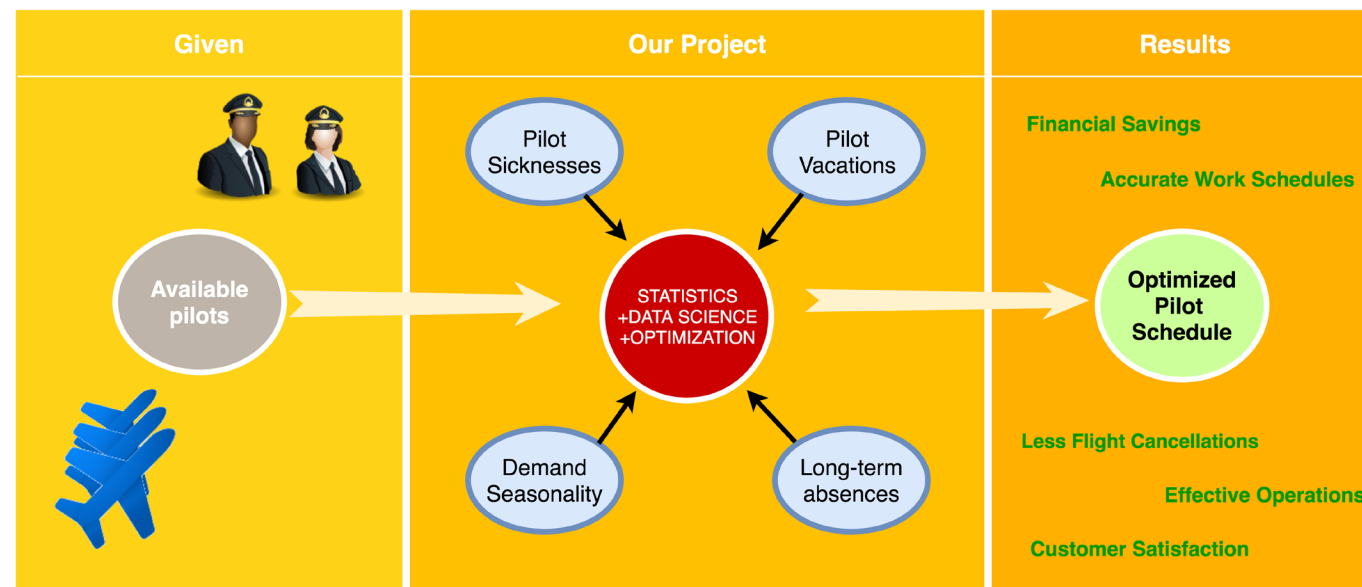 Given
Our Project
Results
Available
pilots
Pilot
Sicknesses
Pilot
Vacations
STATISTICS
+DATA SCIENCE
+OPTIMIZATION
Demand
Seasonality
Long-term
absences
Financial Savings
Accurate Work Schedules
Optimized
Pilot
Schedule
Less Flight Cancellations
Effective Operations
Customer Satisfaction